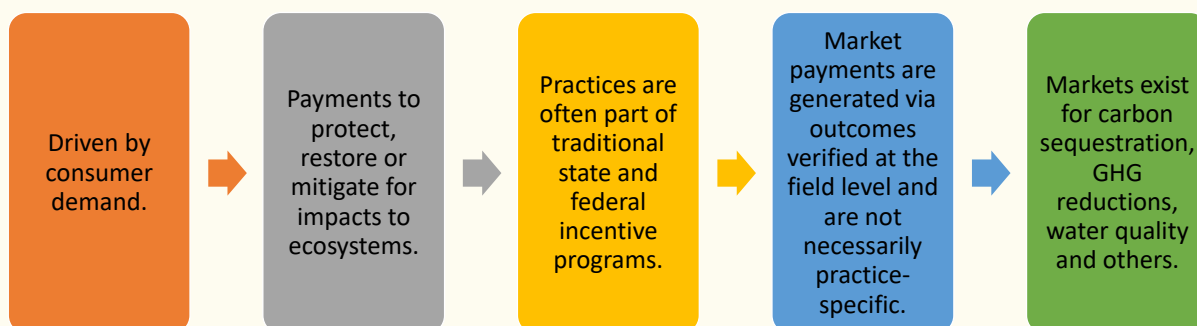 Driven by
consumer
demand.
Payments to
protect,
restore or
mitigate for
impacts to
ecosystems.
Practices are
often part of
traditional
state and
federal
incentive
programs.
Market
payments are
generated via
outcomes
verified at the
field level and
are not
necessarily
practice-
specific.
Markets exist
for carbon
sequestration,
GHG
reductions,
water quality
and others.